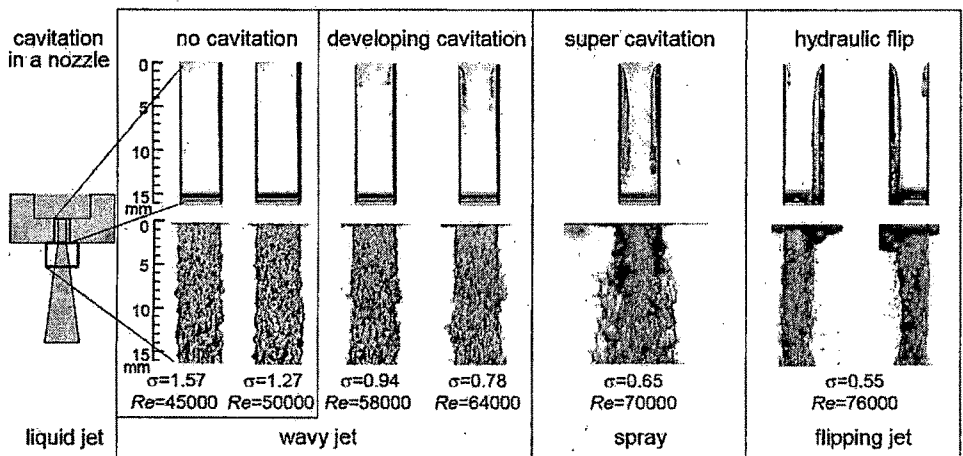 cavitation
in a nozzle
no cavitation
developing cavitation
super cavitation
hydraulic flip
0
5
10
15
mm
0
5
10
15
mm
σ=1.57
Re=45000
σ=1.27
Re=50000
σ=0.94
Re=58000
σ=0.78
Re=64000
σ=0.65
Re=70000
σ=0.55
Re=76000
liquid jet
wavy jet
spray
flipping jet